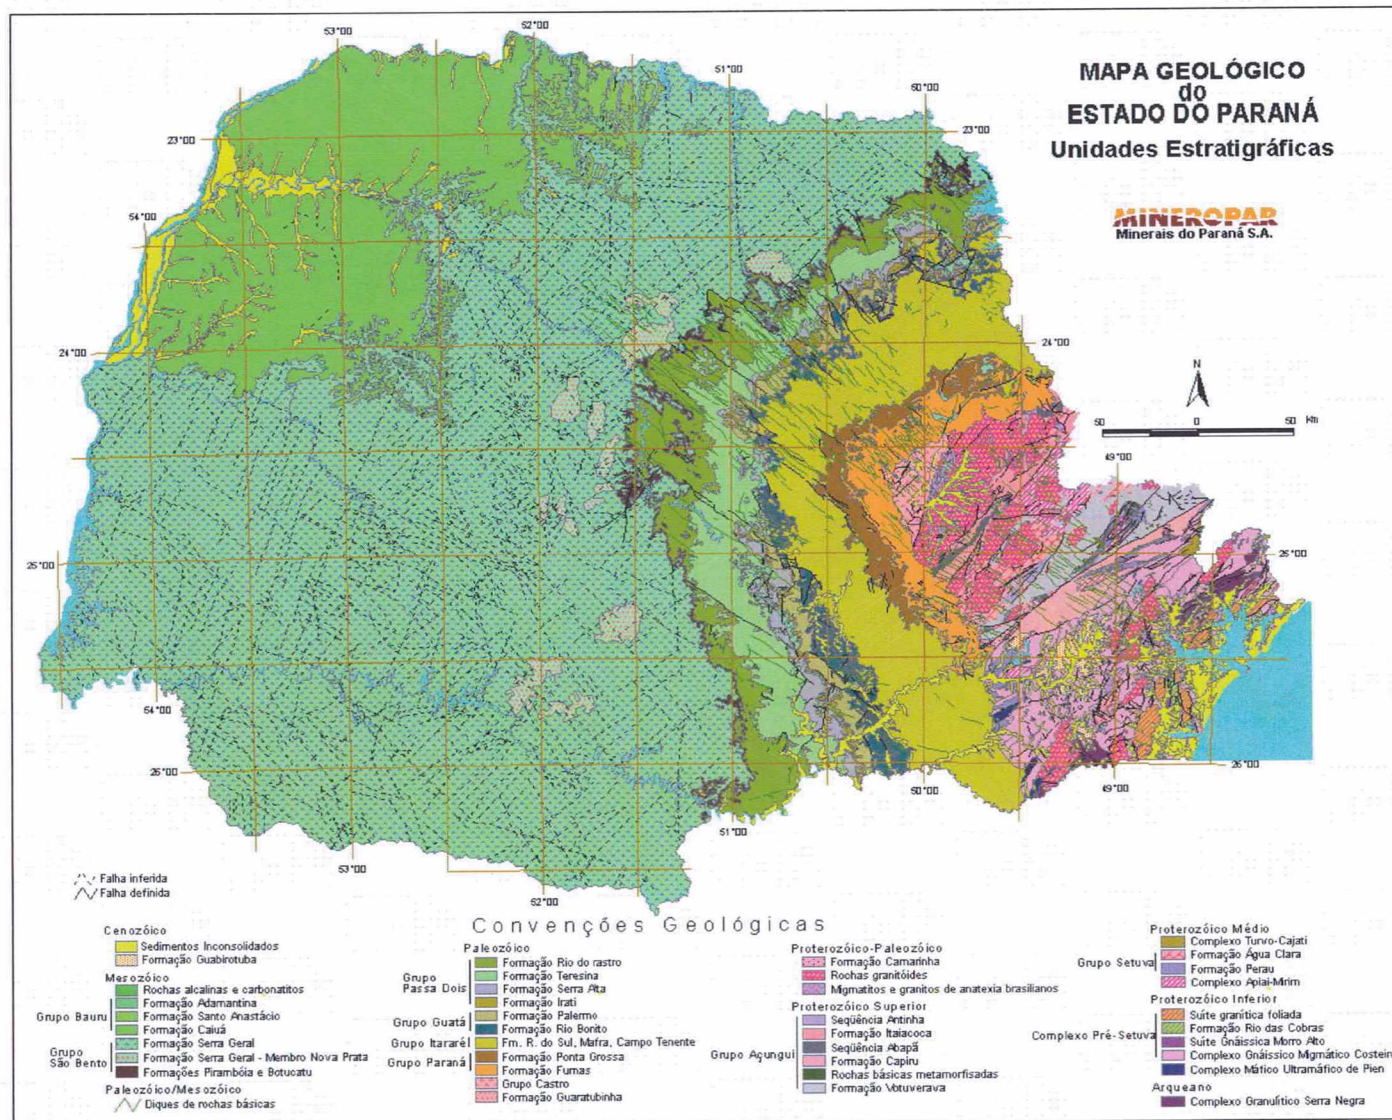 MAPA GEOLÓGICO
do
ESTADO DO PARANÁ
Unidades Estratigráficas
MINEROPAR
Minerais do Paraná S.A.
53°00
52°00
51°00
50°00
23°00
23°00
54°00
24°00
24°00
N
50 0 50 km
49°00
25°00
25°00
54°00
26°00
26°00
50°00
49°00
51°00
53°00
52°00
Falha inferida
Falha definida
Convenções Geológicas
Cenozóico
Sedimentos Inconsolidados
Formação Guabirotuba
Mesozóico
Rochas alcalinas e carbonatitos
Grupo Bauru
Formação Adamantina
Formação Santo Anastácio
Formação Caiuá
Grupo São Bento
Formação Serra Geral
Formação Serra Geral - Membro Nova Prata
Formações Pirambóia e Botucatu
Paleozóico/Mesozóico
Diques de rochas básicas
Paleozóico
Grupo Passa Dois
Formação Rio do rastro
Formação Teresina
Formação Serra Alta
Formação Irati
Grupo Guatá
Formação Palermo
Formação Rio Bonito
Grupo Itararé
Fm. R. do Sul, Mafra, Campo Tenente
Grupo Paraná
Formação Ponta Grossa
Formação Furnas
Grupo Castro
Formação Guaratubinha
Proterozóico-Paleozóico
Formação Camarinha
Rochas granitóides
Migmatitos e granitos de anatexia brasilianos
Proterozóico Superior
Grupo Açungui
Seqüência Antinha
Formação Itaiacoca
Seqüência Abapã
Formação Capiru
Rochas básicas metamorfisadas
Formação Votuverava
Proterozóico Médio
Complexo Turvo-Cajati
Grupo Setuva
Formação Água Clara
Formação Perau
Complexo Apiai-Mirim
Proterozóico Inferior
Complexo Pré-Setuva
Suíte granítica foliada
Formação Rio das Cobras
Suíte Gnáissica Morro Alto
Complexo Gnáissico Migmático Costeiro
Complexo Máfico Ultramáfico de Pien
Arqueano
Complexo Granulítico Serra Negra